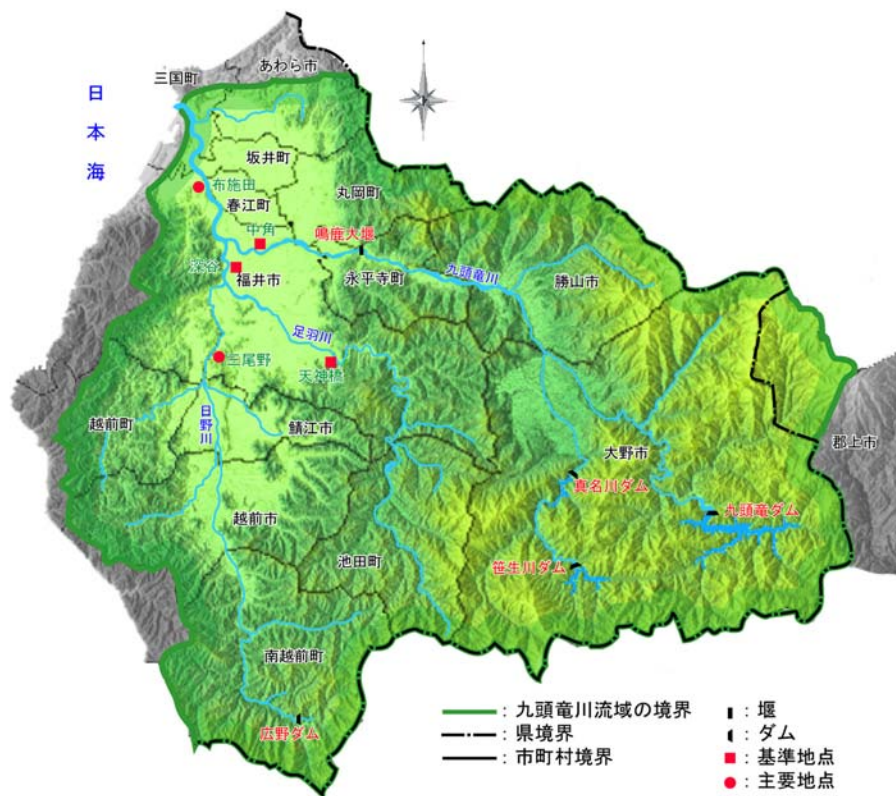 三国町
あわら市
日本海
坂井町
丸岡町
布施田
春江町
中角
鳴鹿大堰
深谷
福井市
永平寺町
九頭竜川
勝山市
足羽川
三尾野
天神橋
越前町
日野川
鯖江市
大野市
郡上市
真名川ダム
九頭竜ダム
越前市
池田町
笹生川ダム
南越前町
広野ダム
：九頭竜川流域の境界
：県境界
：市町村境界
：堰
：ダム
：基準地点
：主要地点